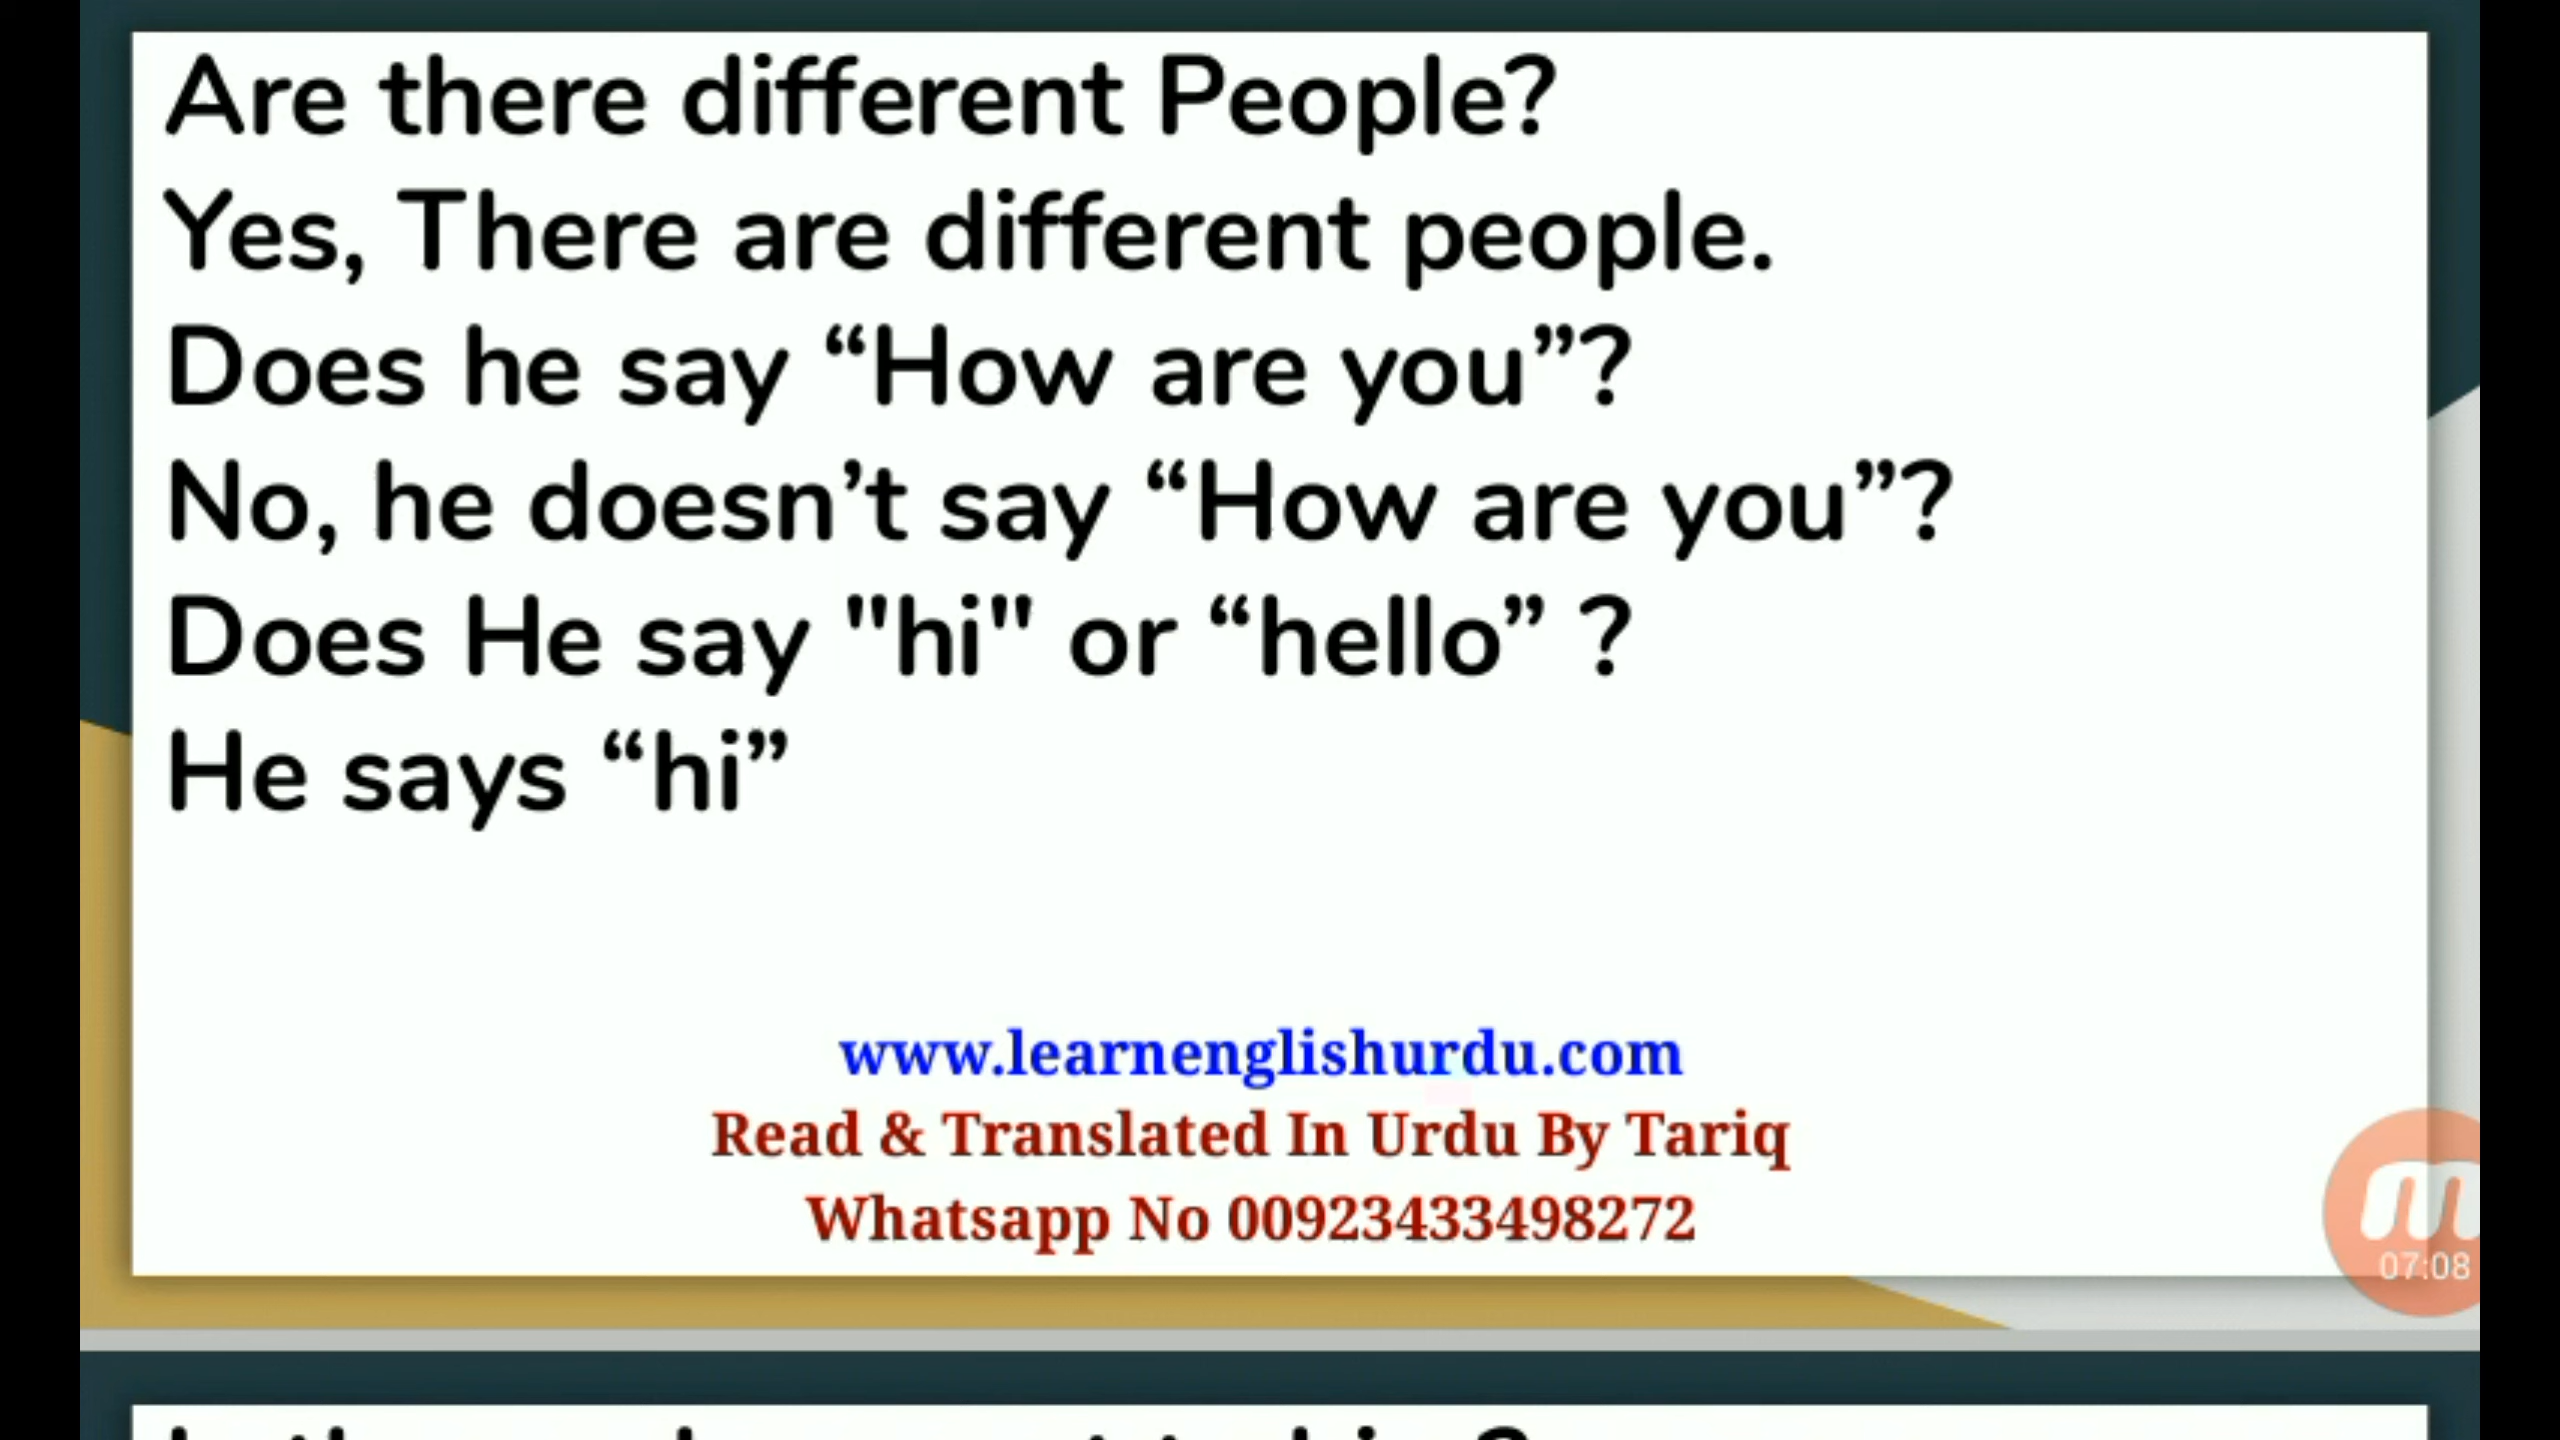 Are there different People?
Yes, There are different people.
Does he say “How are you”?
No, he doesn’t say “How are you”?
Does He say "hi" or “hello” ?
He says “hi”
www.learnenglishurdu.com
Read & Translated In Urdu By Tariq
Whatsapp No 00923433498272
07:08